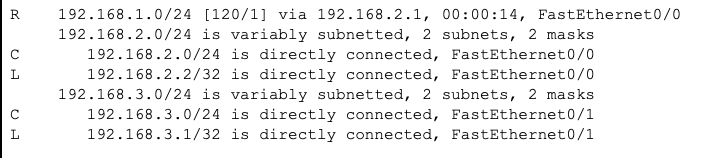 R    192.168.1.0/24 [120/1] via 192.168.2.1, 00:00:14, FastEthernet0/0
     192.168.2.0/24 is variably subnetted, 2 subnets, 2 masks
C       192.168.2.0/24 is directly connected, FastEthernet0/0
L       192.168.2.2/32 is directly connected, FastEthernet0/0
     192.168.3.0/24 is variably subnetted, 2 subnets, 2 masks
C       192.168.3.0/24 is directly connected, FastEthernet0/1
L       192.168.3.1/32 is directly connected, FastEthernet0/1